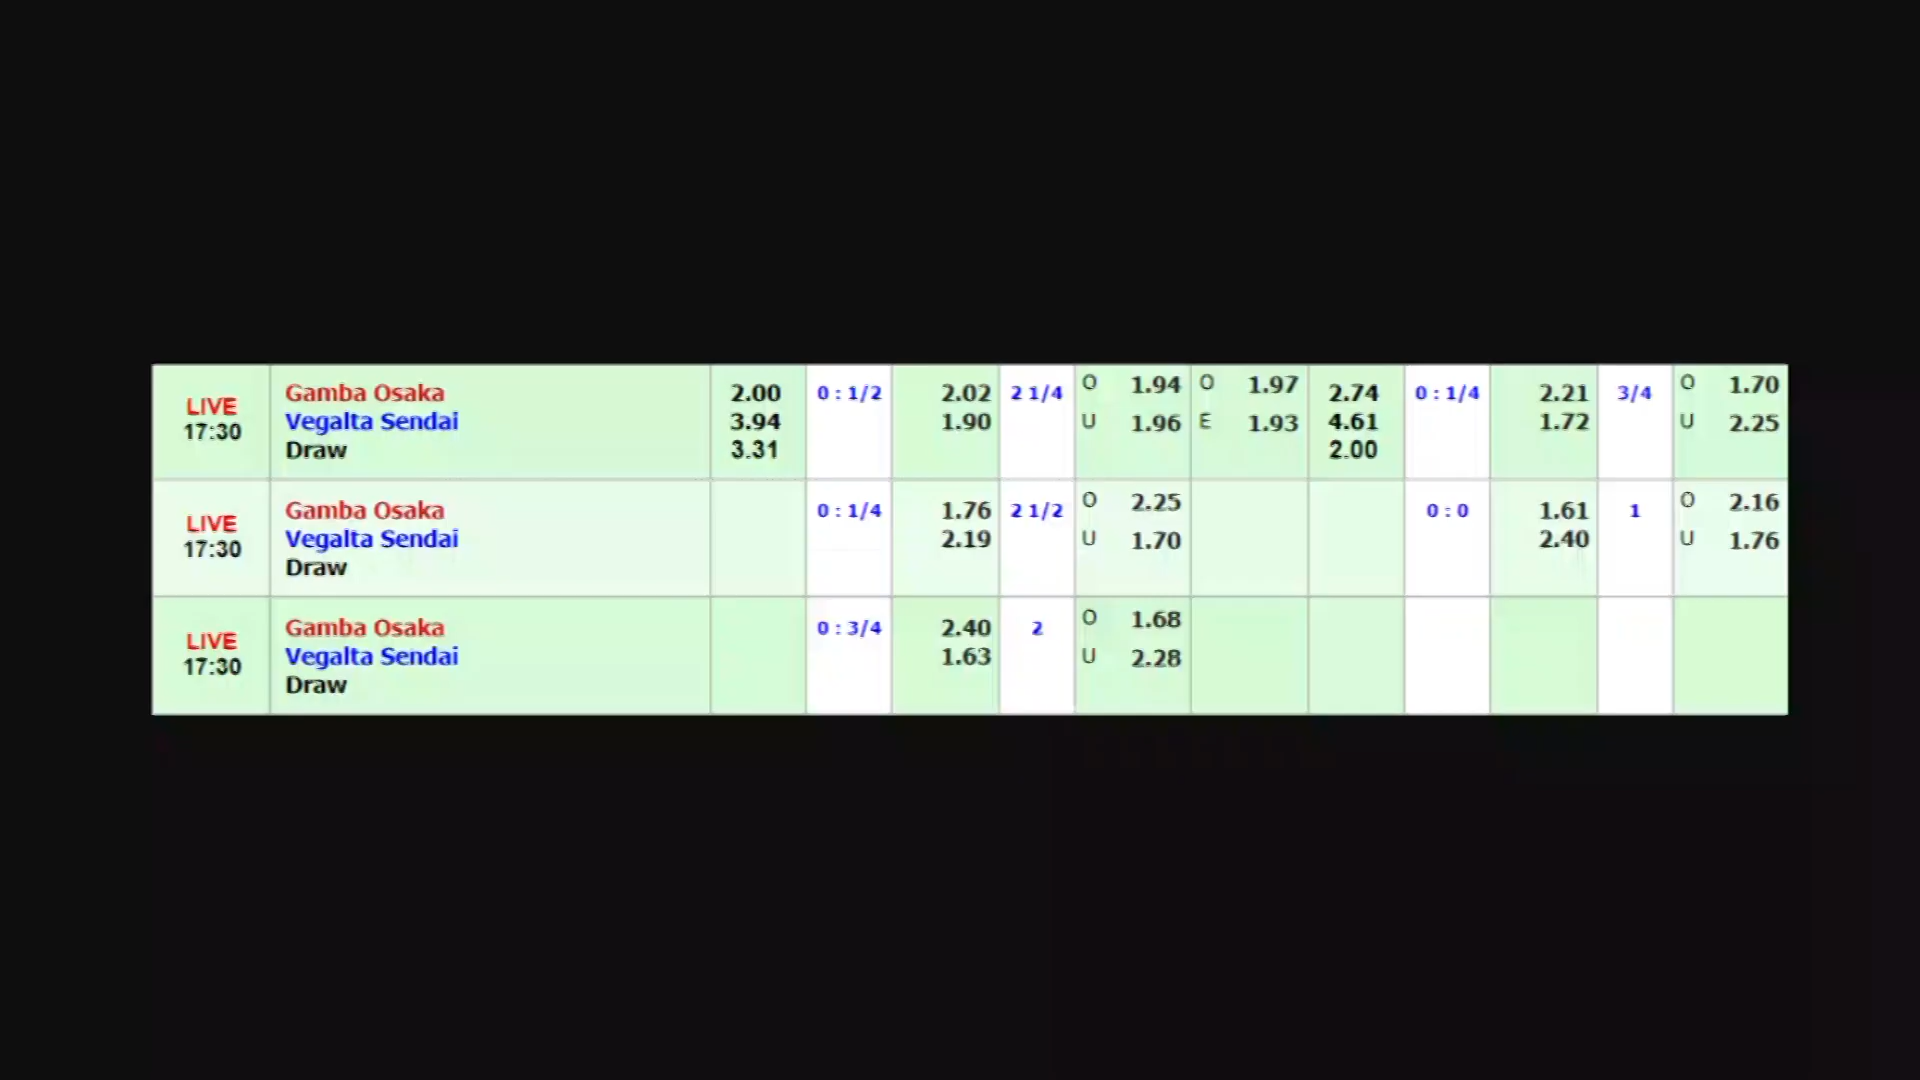 LIVE 17:30
Gamba Osaka 2.00 0 : 1/2 2.02 2 1/4 O 1.94 O 1.97 2.74 0 : 1/4 2.21 3/4 O 1.70
Vegalta Sendai 3.94 1.90 U 1.96 E 1.93 4.61 1.72 U 2.25
Draw 3.31 2.00
LIVE 17:30
Gamba Osaka 0 : 1/4 1.76 2 1/2 O 2.25 0 : 0 1.61 1 O 2.16
Vegalta Sendai 2.19 U 1.70 2.40 U 1.76
Draw
LIVE 17:30
Gamba Osaka 0 : 3/4 2.40 2 O 1.68
Vegalta Sendai 1.63 U 2.28
Draw